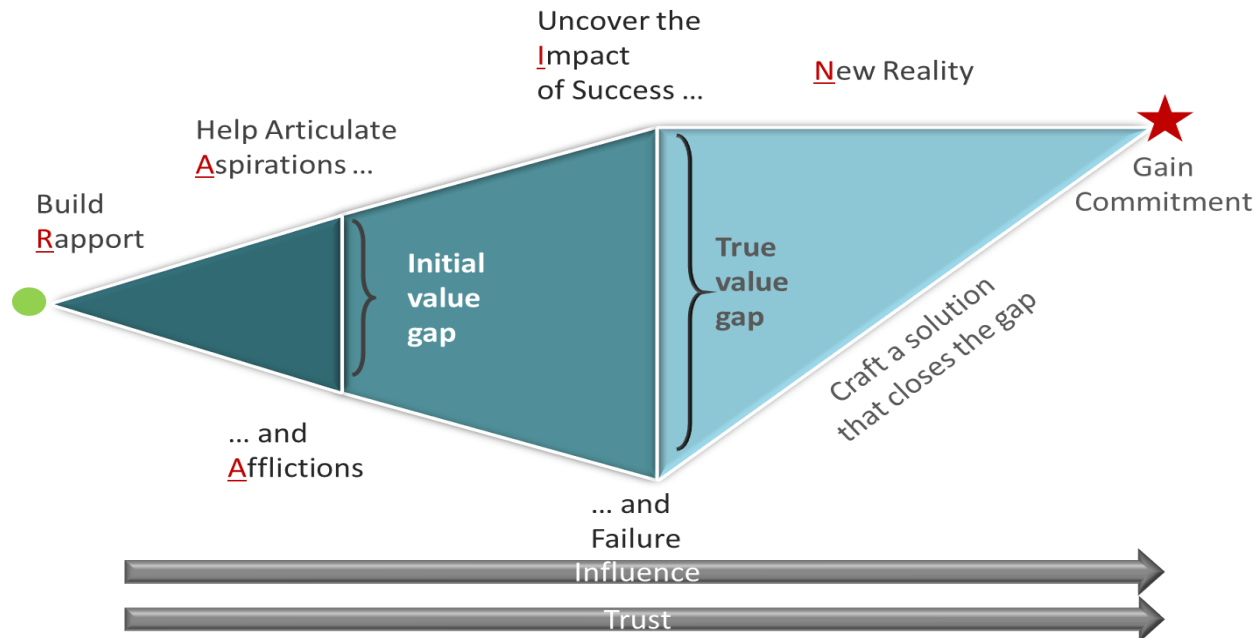 Uncover the
Impact
of Success ...
New Reality
Help Articulate
Aspirations ...
Build
Rapport
Gain
Commitment
Initial
value
gap
True
value
gap
Craft a solution
that closes the gap
... and
Afflictions
... and
Failure
Influence
Trust